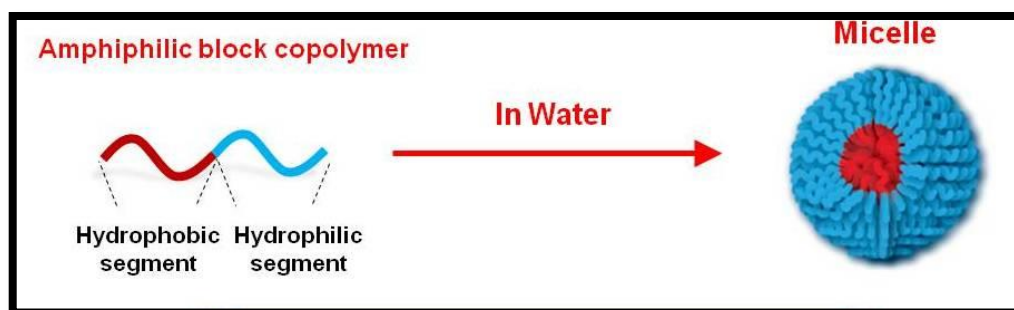 Amphiphilic block copolymer
Micelle
In Water
Hydrophobic Hydrophilic
segment segment